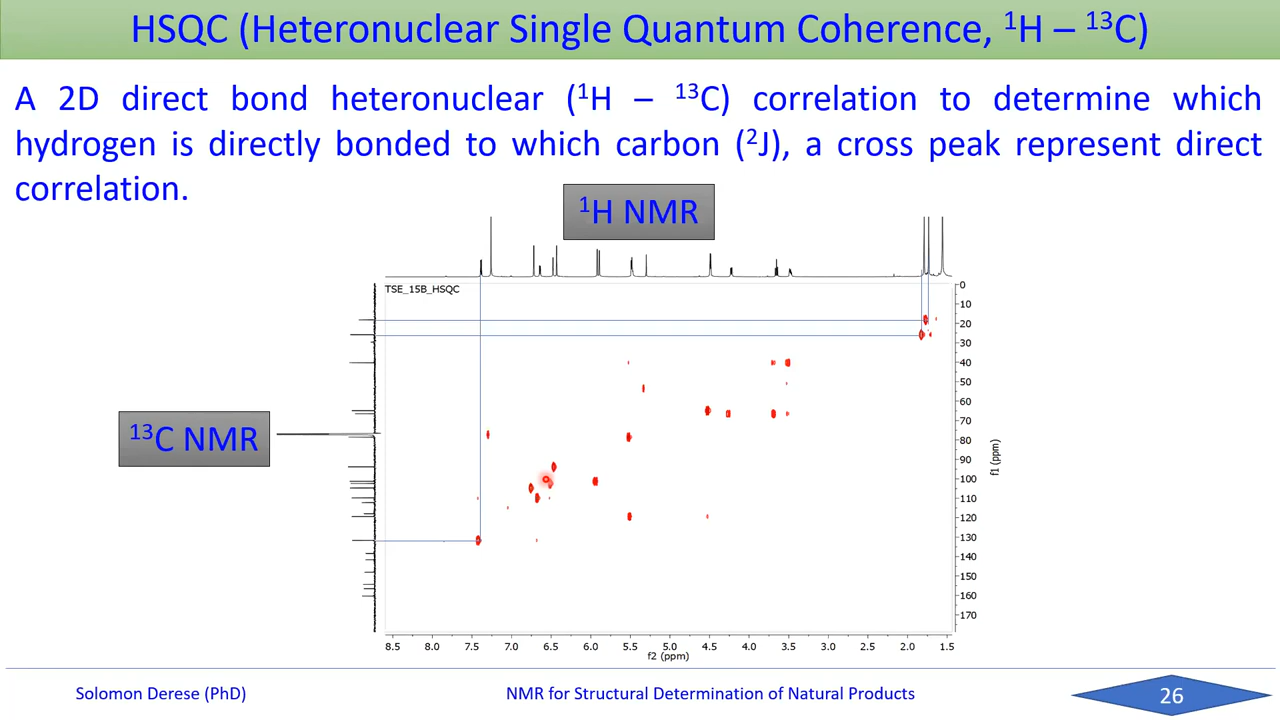 HSQC (Heteronuclear Single Quantum Coherence, ¹H – ¹³C)
A 2D direct bond heteronuclear (¹H – ¹³C) correlation to determine which
hydrogen is directly bonded to which carbon (²J), a cross peak represent direct
correlation.
¹H NMR
TSE_15B_HSQC
0
10
20
30
40
50
60
70
80
90
100
110
120
130
140
150
160
170
f1 (ppm)
¹³C NMR
8.5 8.0 7.5 7.0 6.5 6.0 5.5 5.0 4.5 4.0 3.5 3.0 2.5 2.0 1.5
f2 (ppm)
Solomon Derese (PhD)
NMR for Structural Determination of Natural Products
26